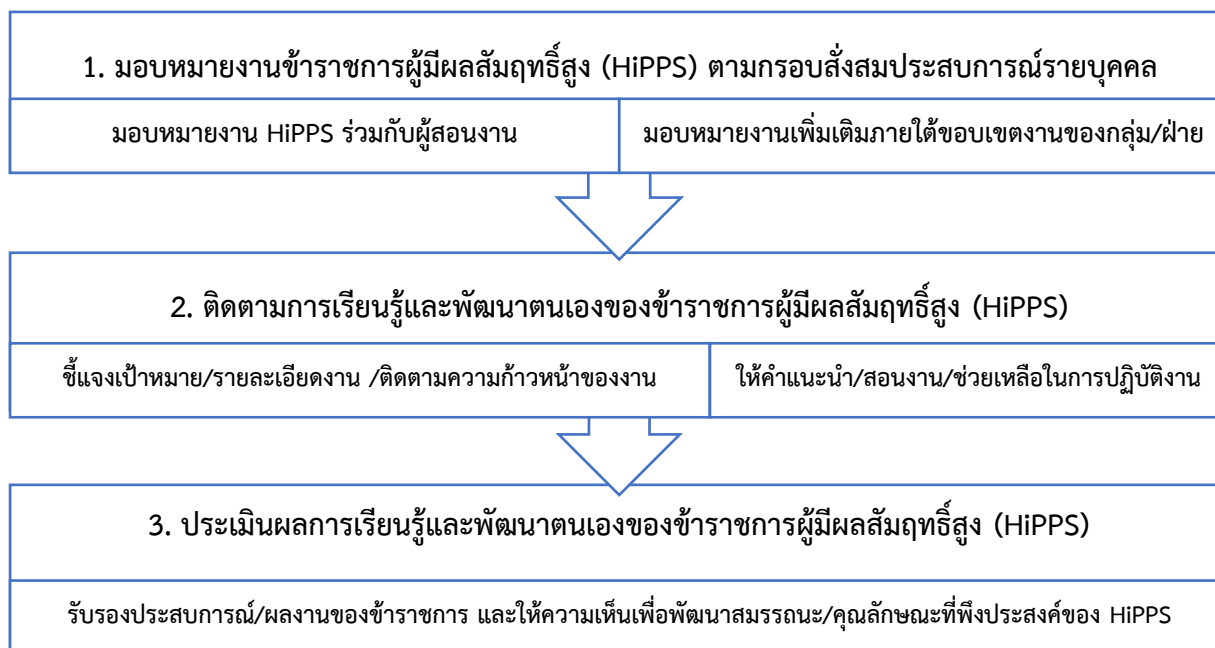 1. มอบหมายงานข้าราชการผู้มีผลสัมฤทธิ์สูง (HiPPS) ตามกรอบสั่งสมประสบการณ์รายบุคคล
มอบหมายงาน HiPPS ร่วมกับผู้สอนงาน
มอบหมายงานเพิ่มเติมภายใต้ขอบเขตงานของกลุ่ม/ฝ่าย
2. ติดตามการเรียนรู้และพัฒนาตนเองของข้าราชการผู้มีผลสัมฤทธิ์สูง (HiPPS)
ชี้แจงเป้าหมาย/รายละเอียดงาน /ติดตามความก้าวหน้าของงาน
ให้คำแนะนำ/สอนงาน/ช่วยเหลือในการปฏิบัติงาน
3. ประเมินผลการเรียนรู้และพัฒนาตนเองของข้าราชการผู้มีผลสัมฤทธิ์สูง (HiPPS)
รับรองประสบการณ์/ผลงานของข้าราชการ และให้ความเห็นเพื่อพัฒนาสมรรถนะ/คุณลักษณะที่พึงประสงค์ของ HiPPS